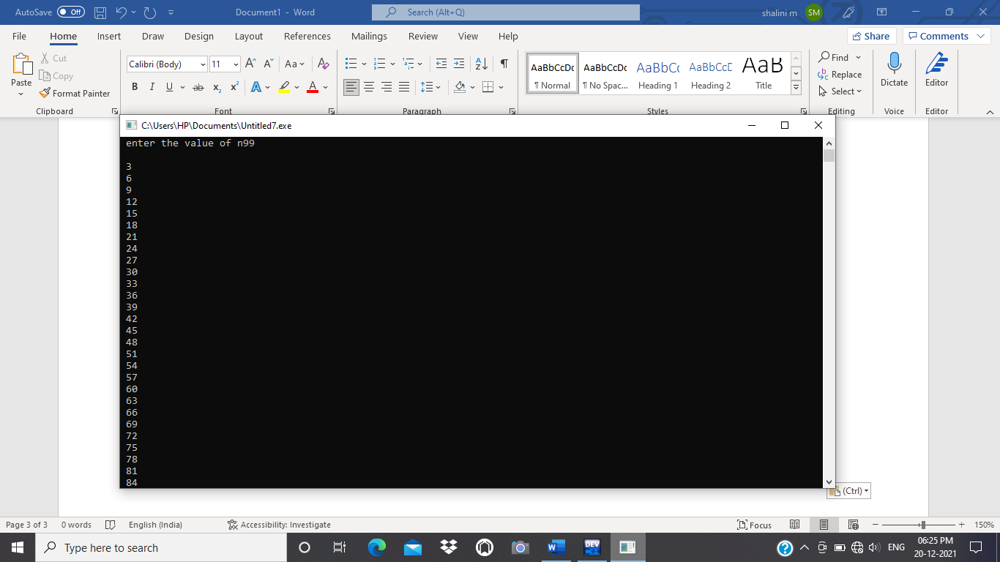 AutoSave Off Document1 - Word Search (Alt+Q) shalini m SM
File Home Insert Draw Design Layout References Mailings Review View Help Share Comments
Paste Cut Copy Format Painter
Calibri (Body) 11 A A Aa A
B I U ab x₂ x² A A
¶
AaBbCcDc AaBbCcDc AaBbCc AaBbCcD AaB
¶ Normal ¶ No Spac... Heading 1 Heading 2 Title
Find Replace Select Dictate Editor
Clipboard Font Paragraph Styles Editing Voice Editor
C:\Users\HP\Documents\Untitled7.exe
enter the value of n99
3
6
9
12
15
18
21
24
27
30
33
36
39
42
45
48
51
54
57
60
63
66
69
72
75
78
81
84
(Ctrl)
Page 3 of 3 0 words English (India) Accessibility: Investigate Focus 150%
Type here to search DEV C++ ENG 06:25 PM
20-12-2021